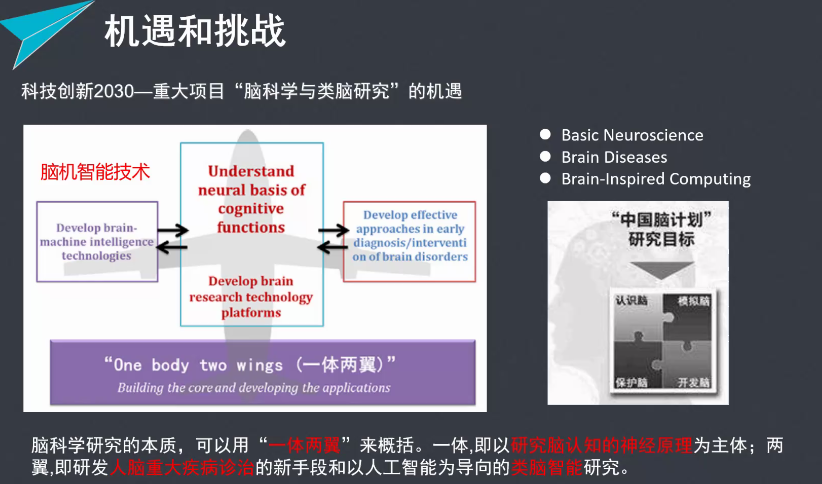 机遇和挑战
科技创新2030—重大项目“脑科学与类脑研究”的机遇
脑机智能技术
Develop brain-
machine intelligence
technologies
Understand
neural basis of
cognitive
functions
Develop brain
research technology
platforms
Develop effective
approaches in early
diagnosis/interventi
on of brain disorders
“One body two wings (一体两翼)”
Building the core and developing the applications
● Basic Neuroscience
● Brain Diseases
● Brain-Inspired Computing
“中国脑计划”
研究目标
认识脑
模拟脑
保护脑
开发脑
脑科学研究的本质，可以用“一体两翼”来概括。一体,即以研究脑认知的神经原理为主体；两
翼,即研发人脑重大疾病诊治的新手段和以人工智能为导向的类脑智能研究。